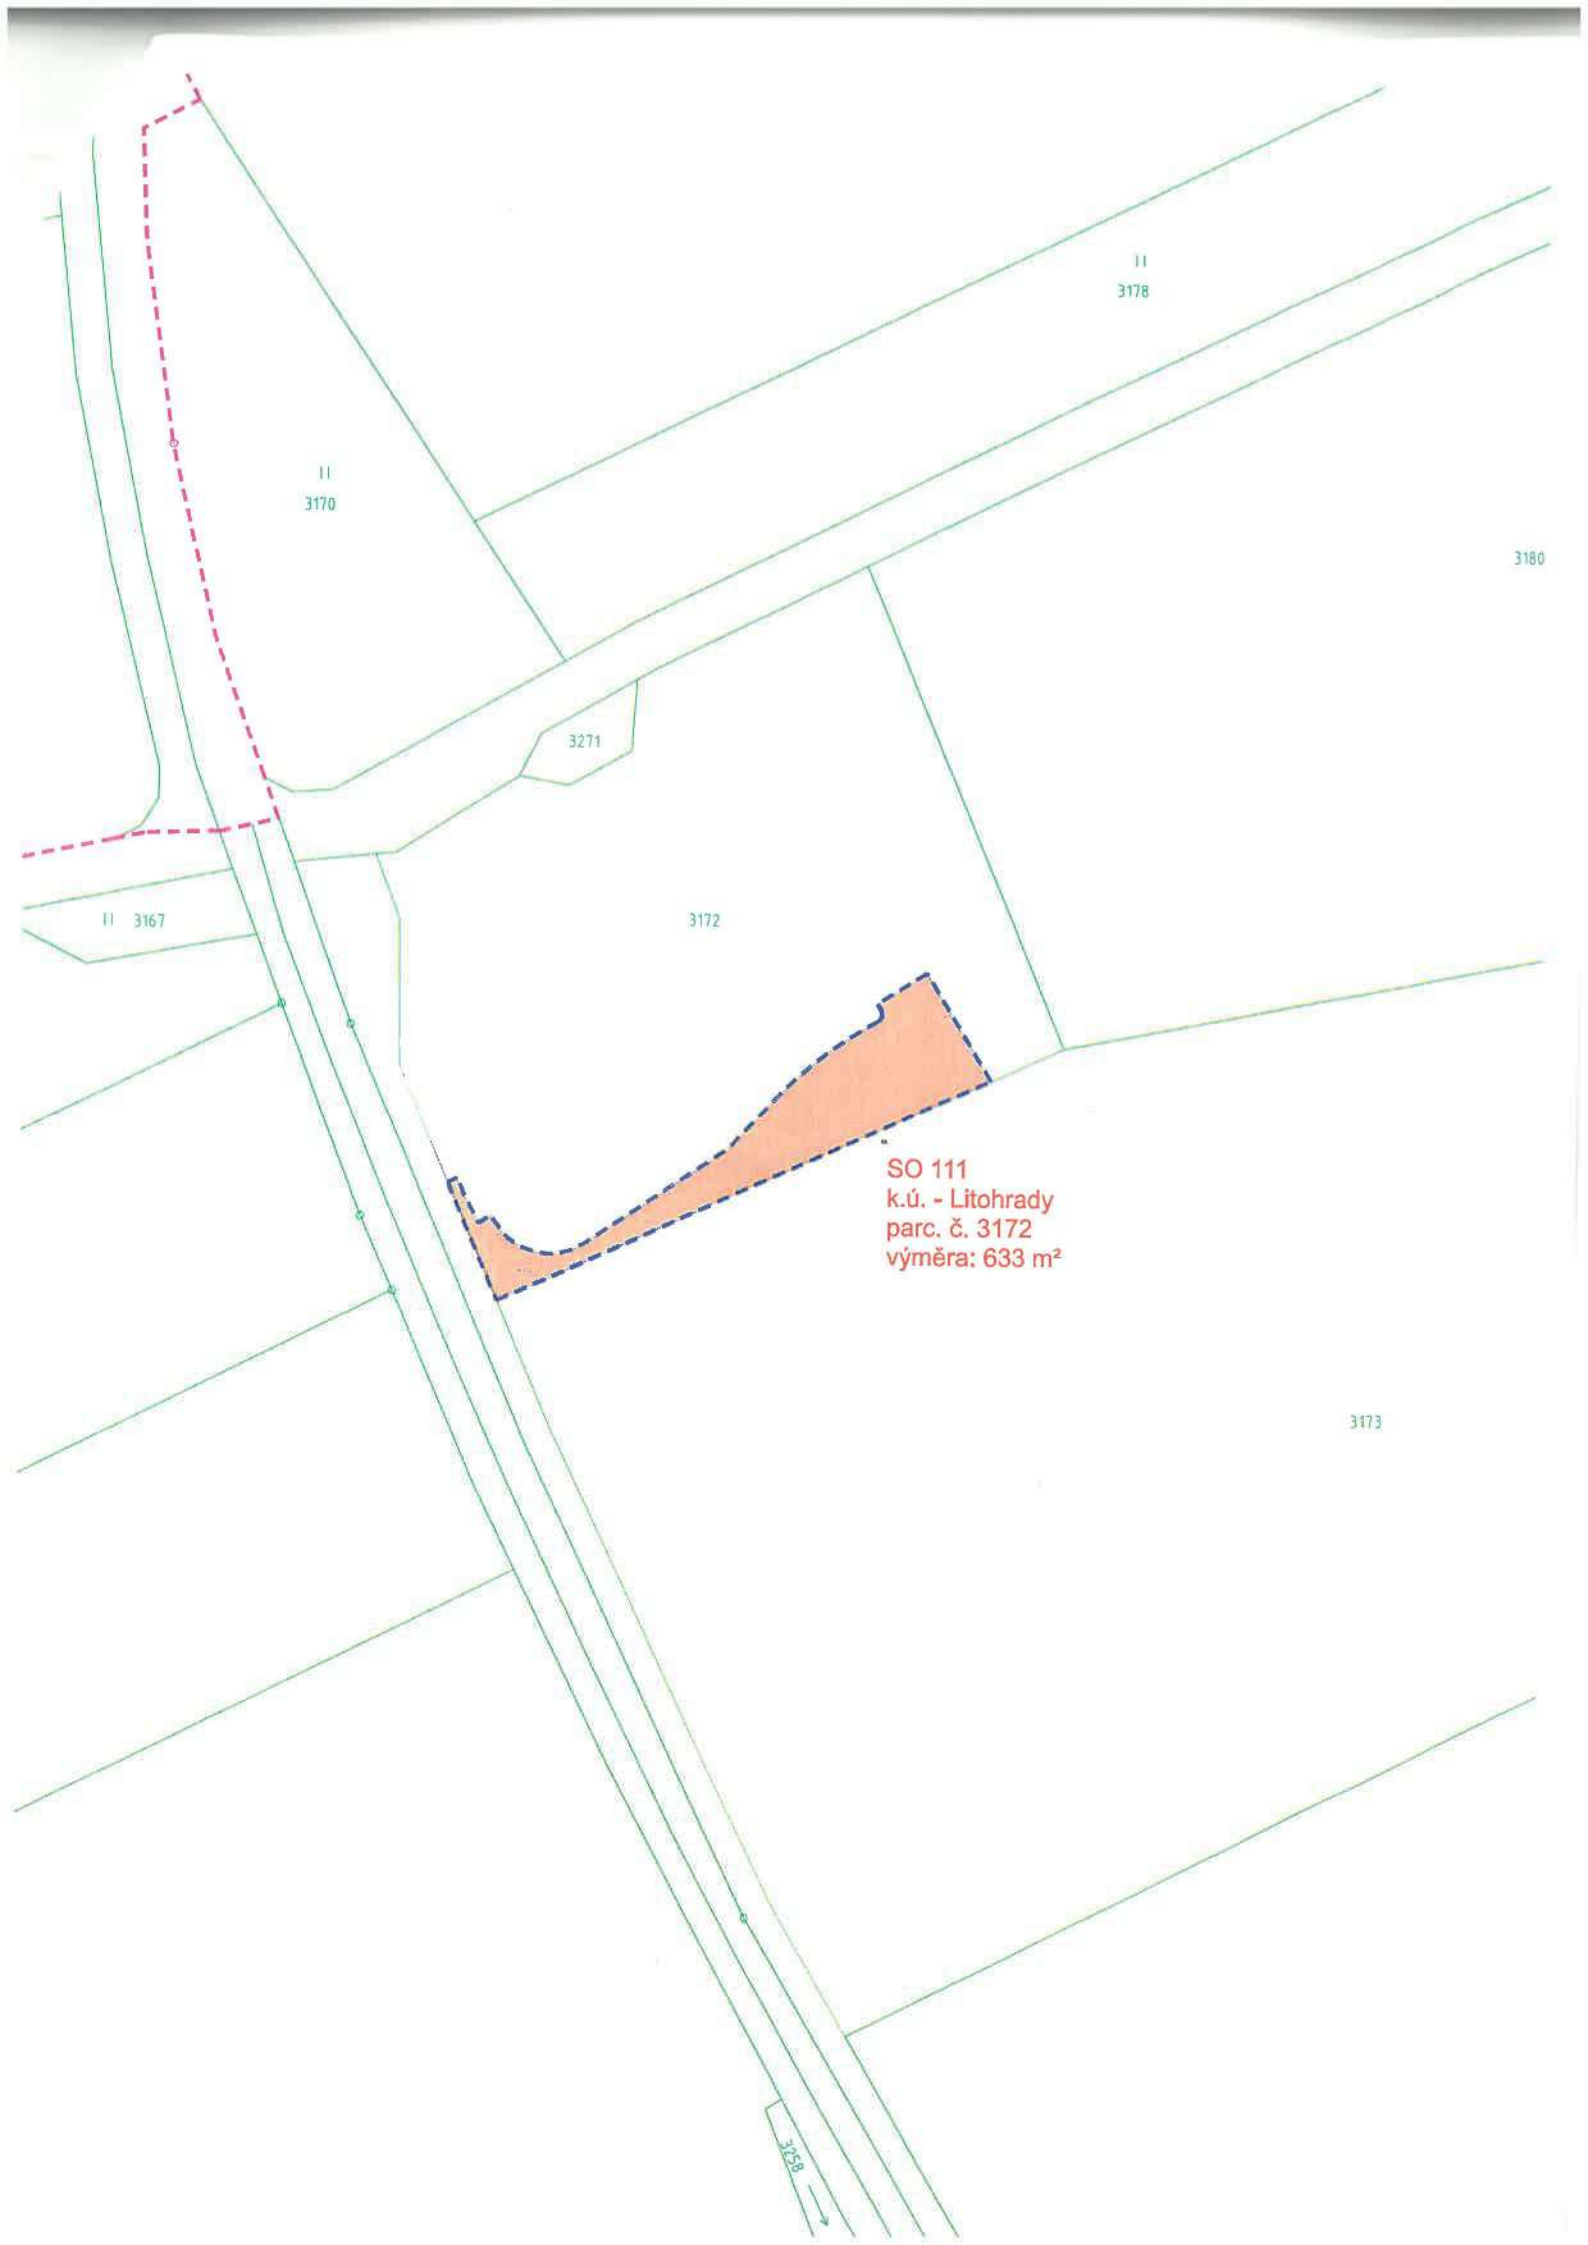 II
3178
II
3170
3180
3271
II 3167
3172
SO 111
k.ú. - Litohrady
parc. č. 3172
výměra: 633 m²
3173
3258